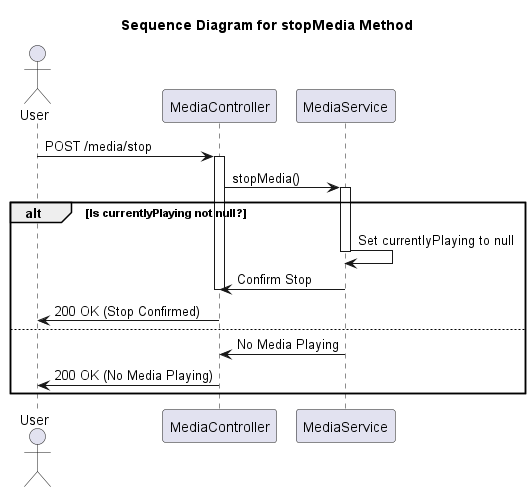 Sequence Diagram for stopMedia Method
User
MediaController
MediaService
POST /media/stop
stopMedia()
alt
[Is currentlyPlaying not null?]
Set currentlyPlaying to null
Confirm Stop
200 OK (Stop Confirmed)
No Media Playing
200 OK (No Media Playing)
User
MediaController
MediaService